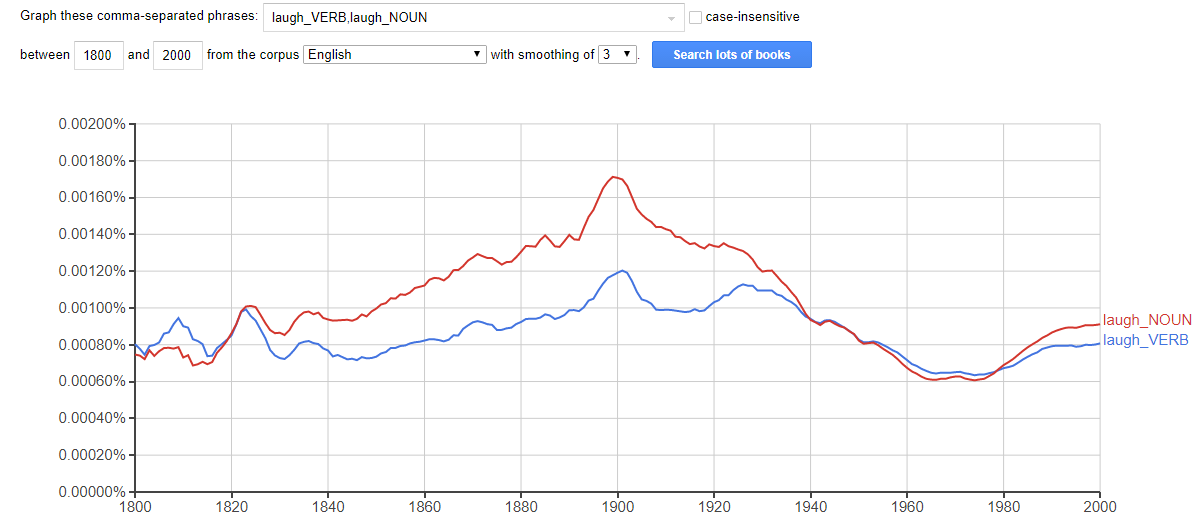 Graph these comma-separated phrases: laugh_VERB,laugh_NOUN case-insensitive
between 1800 and 2000 from the corpus English with smoothing of 3 . Search lots of books
0.00200%
0.00180%
0.00160%
0.00140%
0.00120%
0.00100%
0.00080%
0.00060%
0.00040%
0.00020%
0.00000%
laugh_NOUN
laugh_VERB
1800 1820 1840 1860 1880 1900 1920 1940 1960 1980 2000